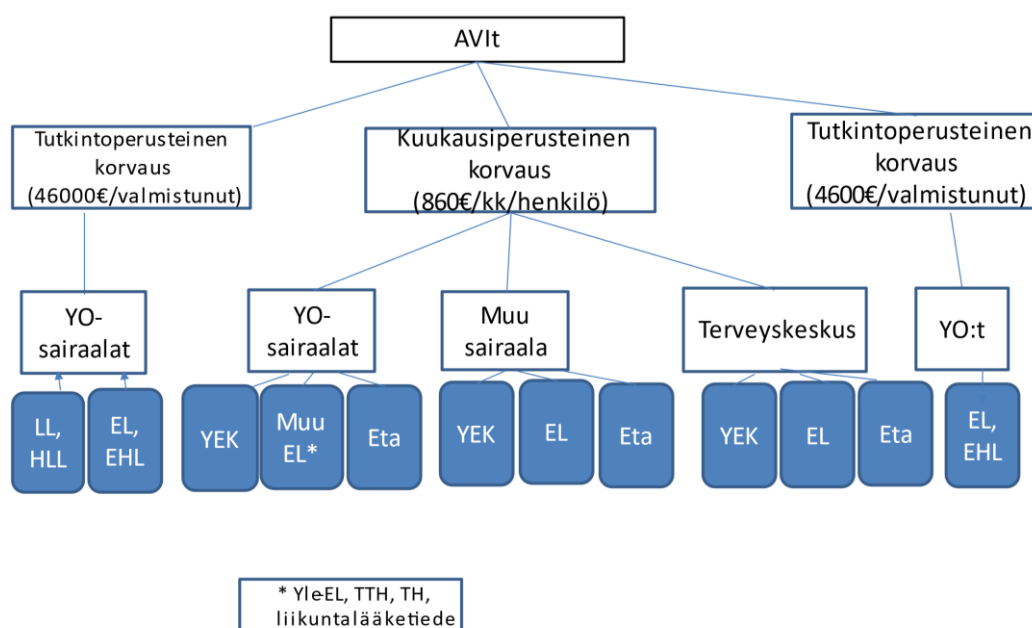 AVIt
Tutkintoperusteinen
korvaus
(46000€/valmistunut)
Kuukausiperusteinen
korvaus
(860€/kk/henkilö)
Tutkintoperusteinen
korvaus
(4600€/valmistunut)
YO-
sairaalat
YO-
sairaalat
Muu
sairaala
Terveyskeskus
YO:t
LL,
HLL
EL,
EHL
YEK
Muu
EL*
Eta
YEK
EL
Eta
YEK
EL
Eta
EL,
EHL
* Yle-EL, TTH, TH,
liikuntalääketiede